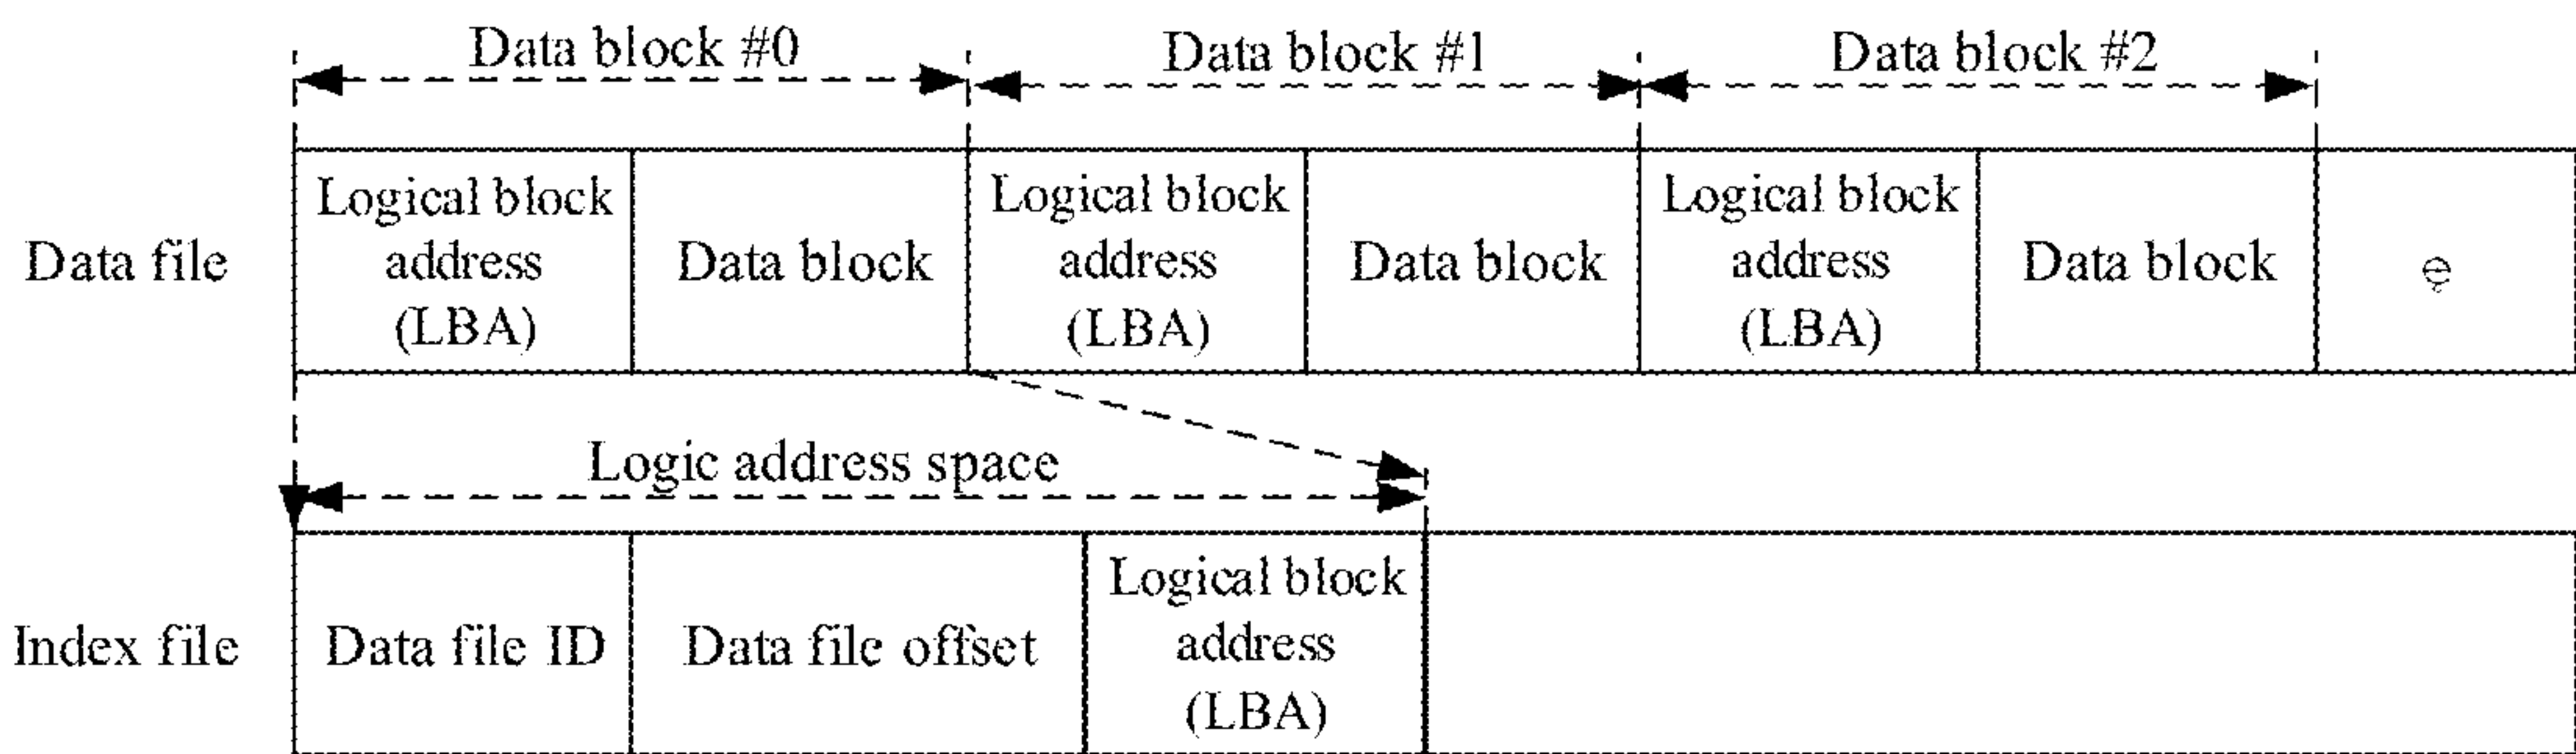 Data block #0
Data block #1
Data block #2
Data file
Logical block
address
(LBA)
Data block
Logical block
address
(LBA)
Data block
Logical block
address
(LBA)
Data block
Logic address space
Index file
Data file ID
Data file offset
Logical block
address
(LBA)